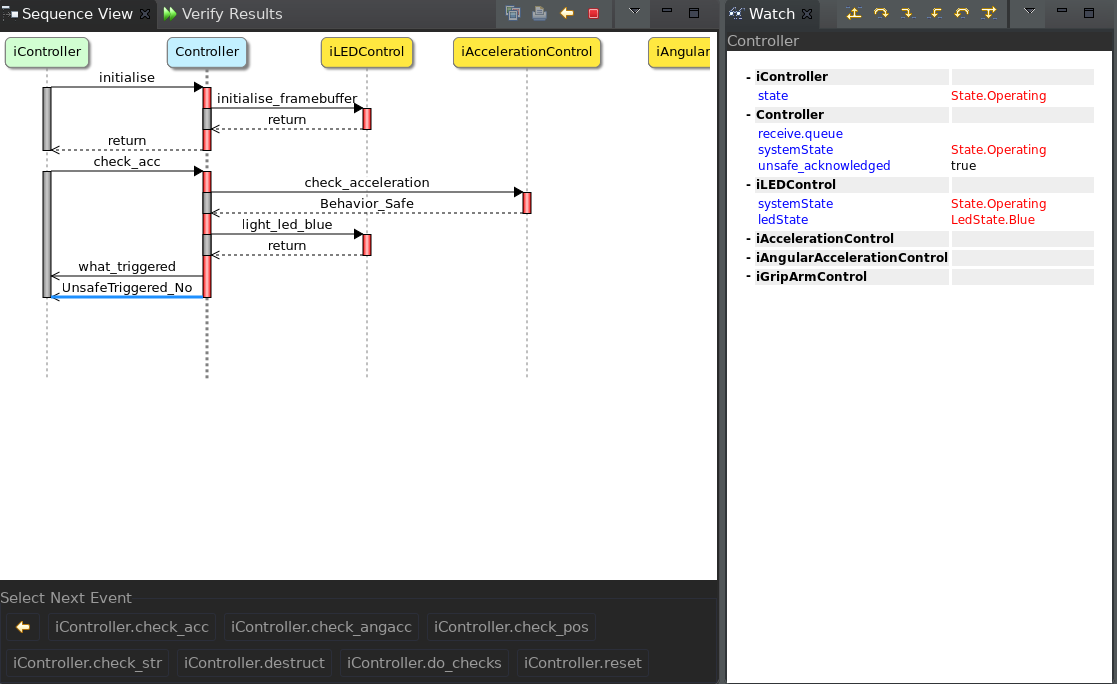 Sequence View
Verify Results
iController
Controller
iLEDControl
iAccelerationControl
iAngular
initialise
initialise_framebuffer
return
return
check_acc
check_acceleration
Behavior_Safe
light_led_blue
return
what_triggered
UnsafeTriggered_No
Select Next Event
iController.check_acc
iController.check_angacc
iController.check_pos
iController.check_str
iController.destruct
iController.do_checks
iController.reset
Watch
Controller
- iController
state State.Operating
- Controller
receive.queue
systemState State.Operating
unsafe_acknowledged true
- iLEDControl
systemState State.Operating
ledState LedState.Blue
- iAccelerationControl
- iAngularAccelerationControl
- iGripArmControl